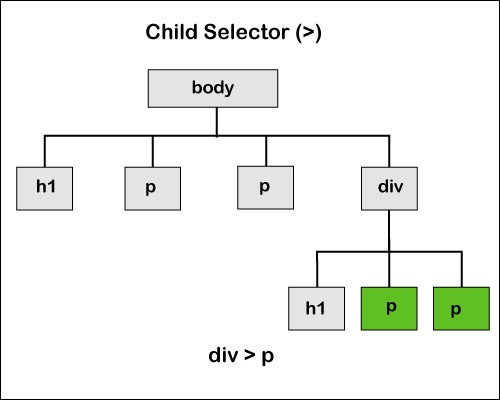 Child Selector (>)
body
h1 p p div
h1 p p
div > p